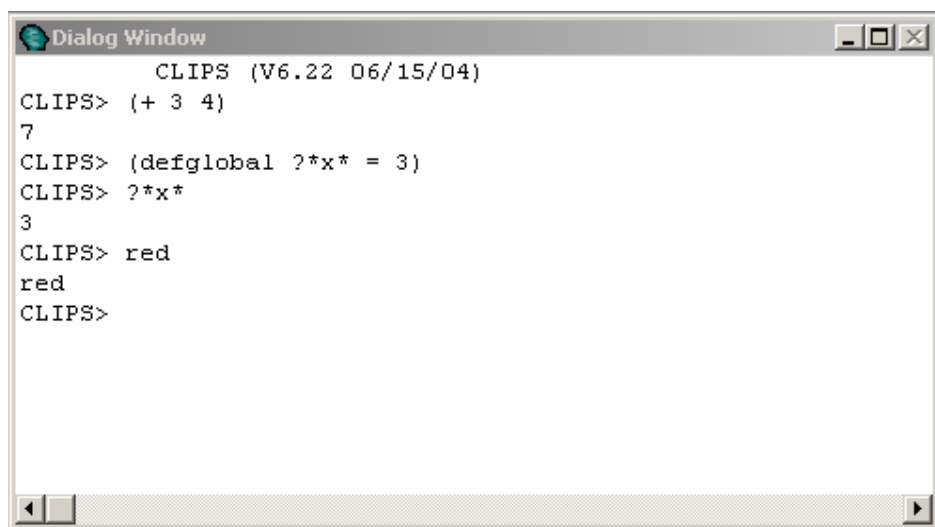 Dialog Window
CLIPS (V6.22 06/15/04)
CLIPS> (+ 3 4)
7
CLIPS> (defglobal ?*x* = 3)
CLIPS> ?*x*
3
CLIPS> red
red
CLIPS>